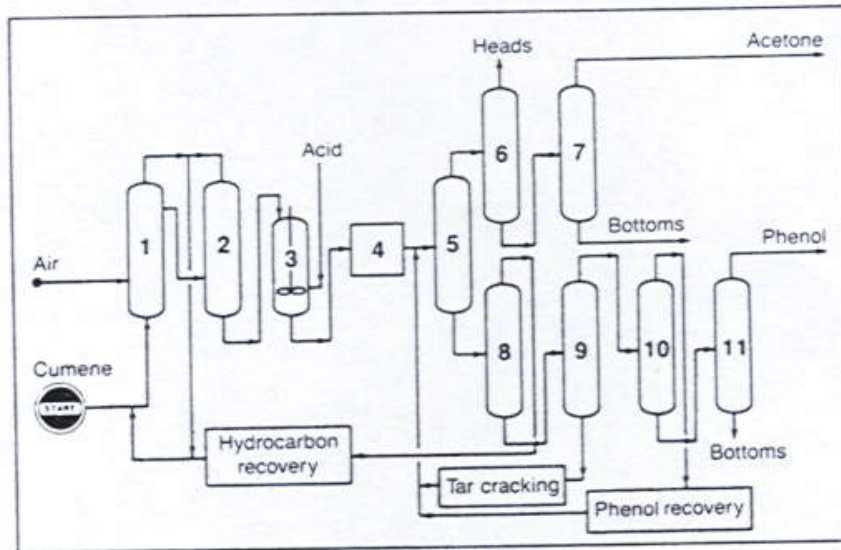 Heads
Acetone
Acid
6
7
1
2
3
4
5
Bottoms
Phenol
Air
8
9
10
11
Cumene
START
Hydrocarbon
recovery
Bottoms
Tar cracking
Phenol recovery